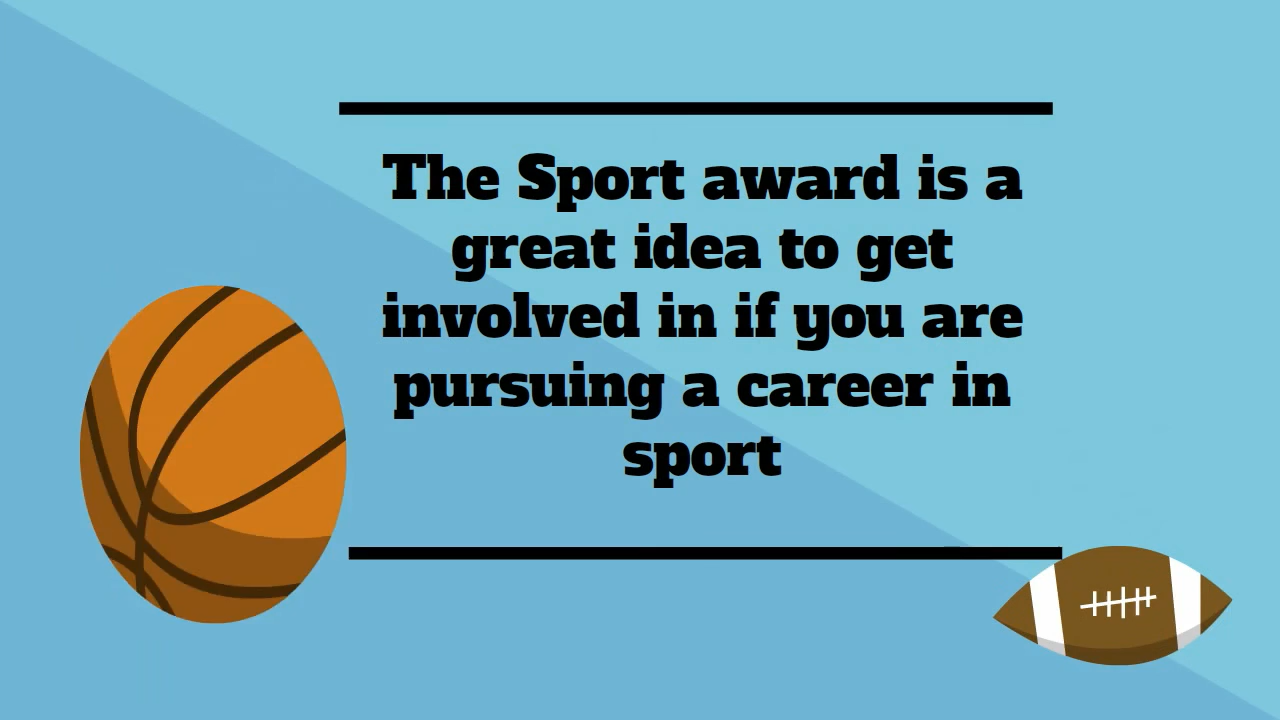 The Sport award is a
great idea to get
involved in if you are
pursuing a career in
sport